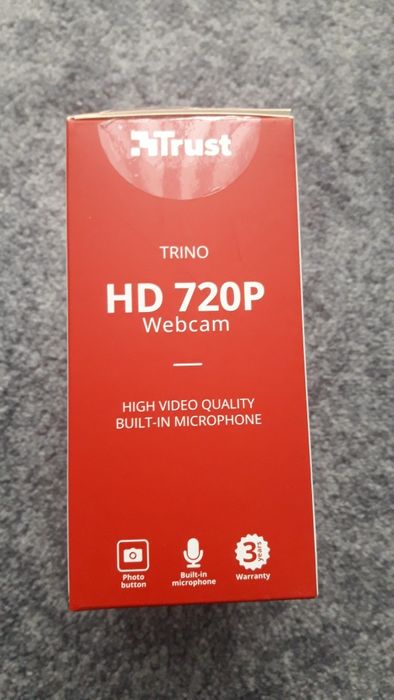 Trust
TRINO
HD 720P
Webcam
HIGH VIDEO QUALITY
BUILT-IN MICROPHONE
Photo
button
Built-in
microphone
3 years
Warranty